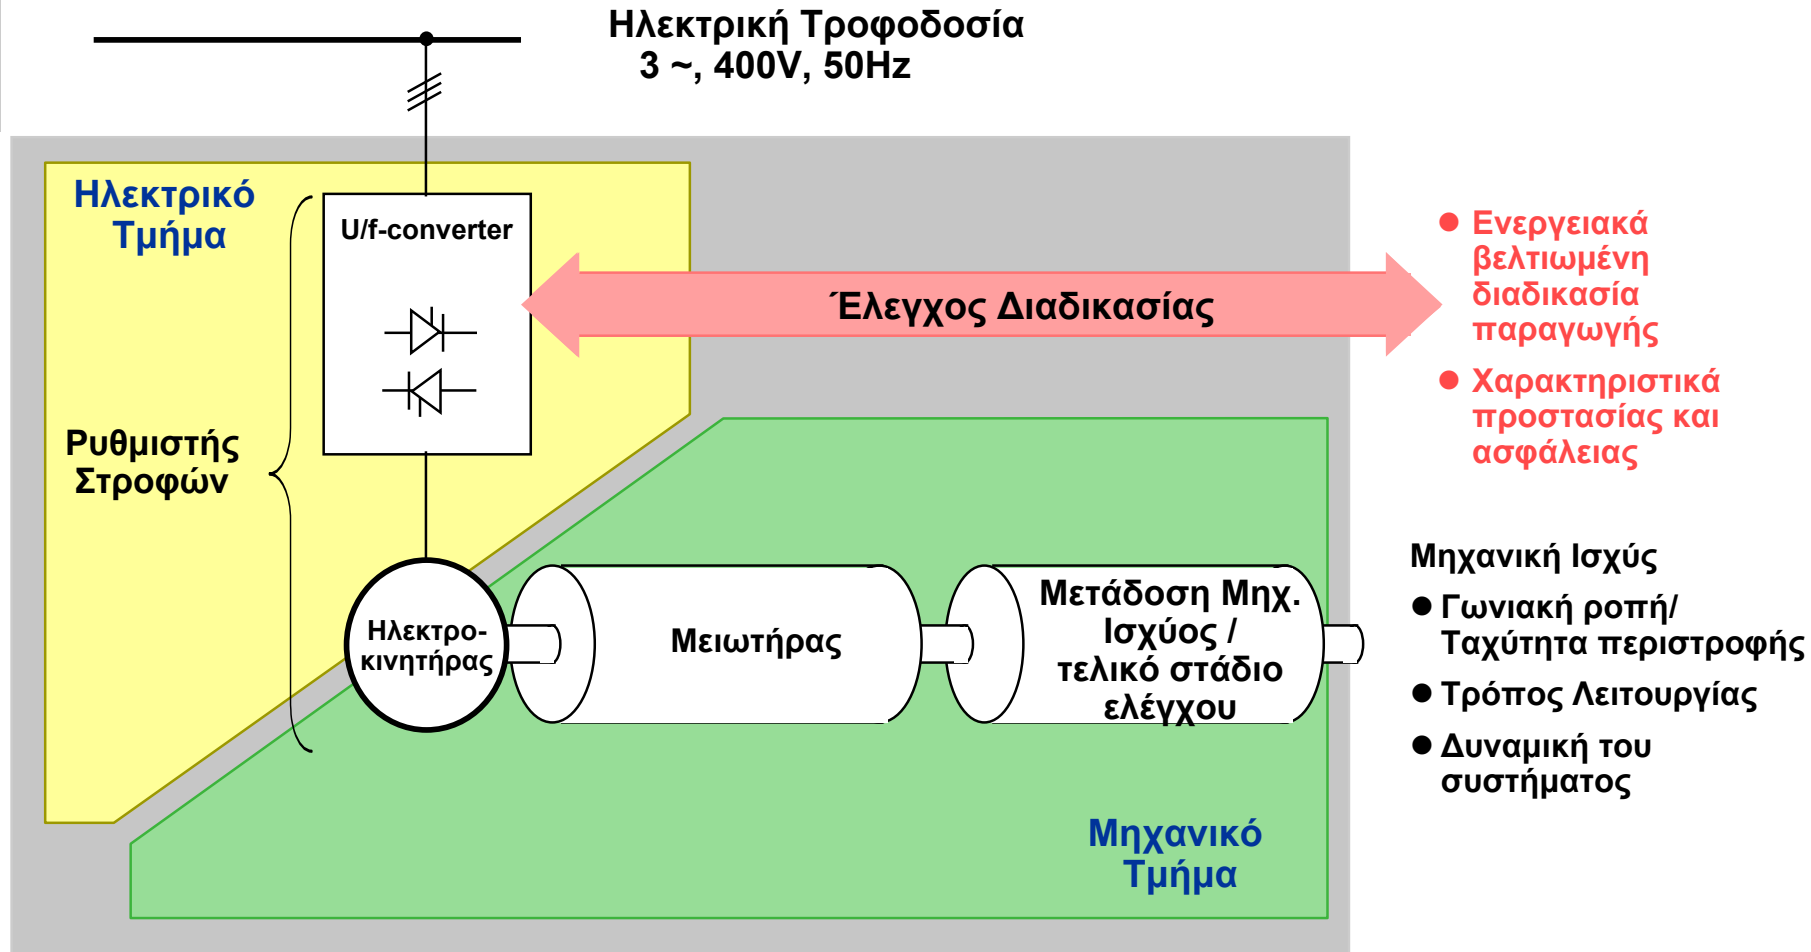 Ηλεκτρική Τροφοδοσία
3 ~, 400V, 50Hz
Ηλεκτρικό
Τμήμα
U/f-converter
Έλεγχος Διαδικασίας
● Ενεργειακά
βελτιωμένη
διαδικασία
παραγωγής
● Χαρακτηριστικά
προστασίας και
ασφάλειας
Ρυθμιστής
Στροφών
Ηλεκτρο-
κινητήρας
Μειωτήρας
Μετάδοση Μηχ.
Ισχύος /
τελικό στάδιο
ελέγχου
Μηχανική Ισχύς
● Γωνιακή ροπή/
Ταχύτητα περιστροφής
● Τρόπος Λειτουργίας
● Δυναμική του
συστήματος
Μηχανικό
Τμήμα